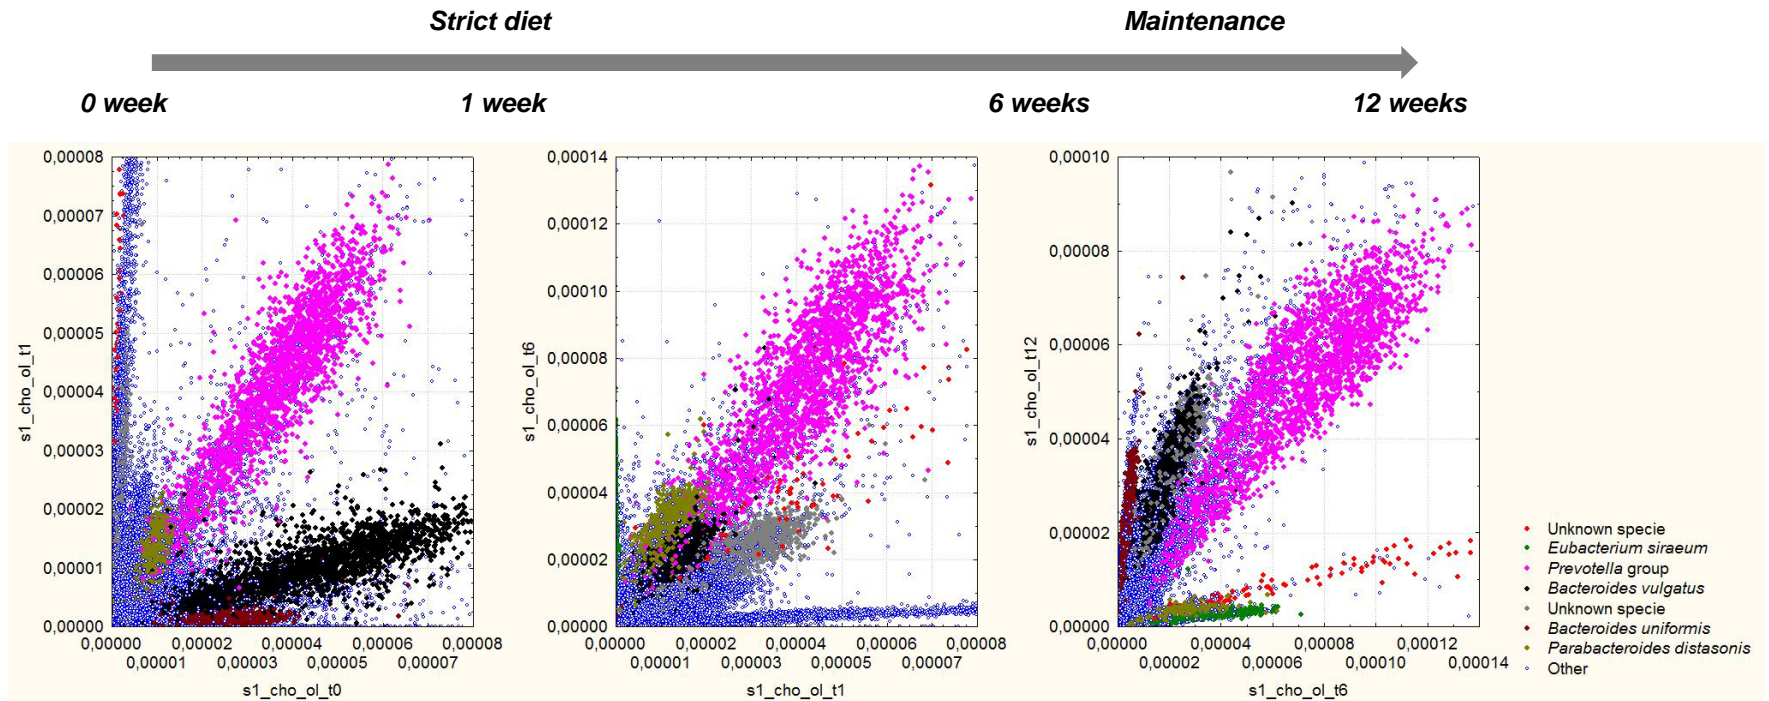 Strict diet
Maintenance
0 week
1 week
6 weeks
12 weeks
0,00008
0,00007
0,00006
0,00005
0,00004
0,00003
0,00002
0,00001
0,00000
s1_cho_ol_t1
0,00000 0,00002 0,00004 0,00006 0,00008
0,00001 0,00003 0,00005 0,00007
s1_cho_ol_t0
0,00014
0,00012
0,00010
0,00008
0,00006
0,00004
0,00002
0,00000
s1_cho_ol_t6
0,00000 0,00002 0,00004 0,00006 0,00008
0,00001 0,00003 0,00005 0,00007
s1_cho_ol_t1
0,00010
0,00008
0,00006
0,00004
0,00002
0,00000
s1_cho_ol_t12
0,00000 0,00004 0,00008 0,00012
0,00002 0,00006 0,00010 0,00014
s1_cho_ol_t6
Unknown specie
Eubacterium siraeum
Prevotella group
Bacteroides vulgatus
Unknown specie
Bacteroides uniformis
Parabacteroides distasonis
Other